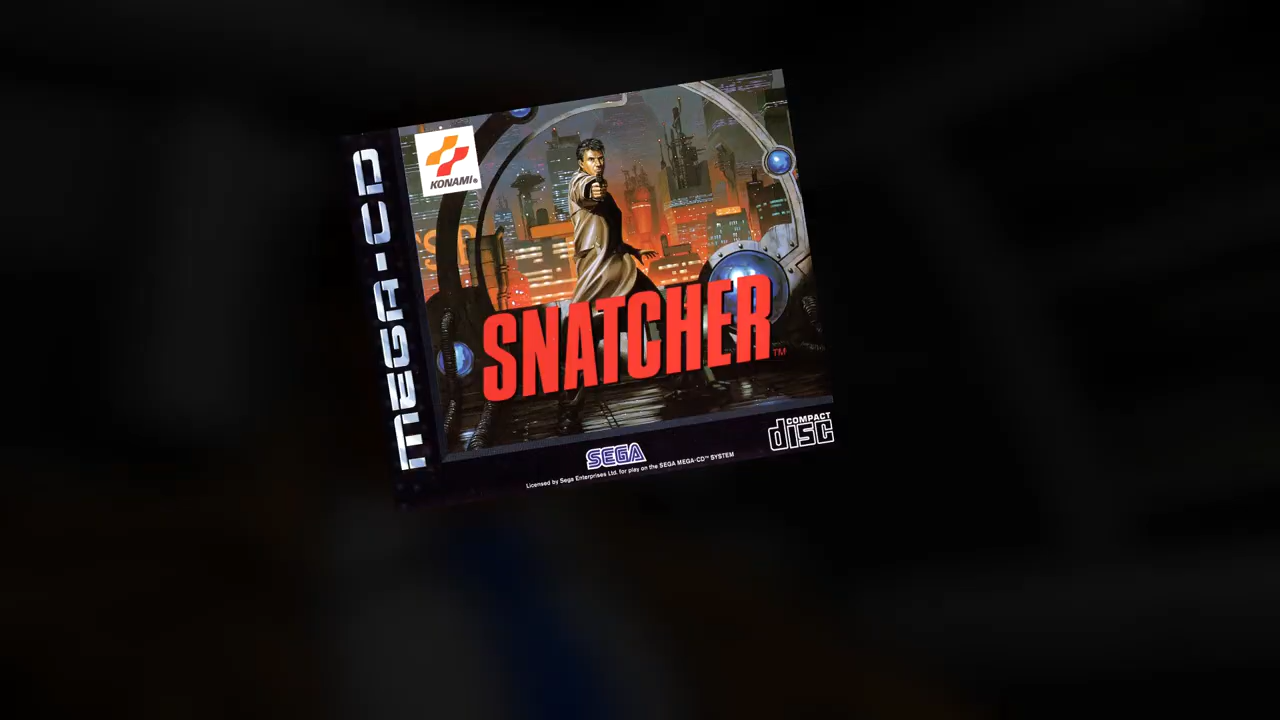 MEGA-CD
KONAMI®
SNATCHER™
COMPACT
disc
SEGA
Licensed by Sega Enterprises Ltd. for play on the SEGA MEGA-CD™ SYSTEM